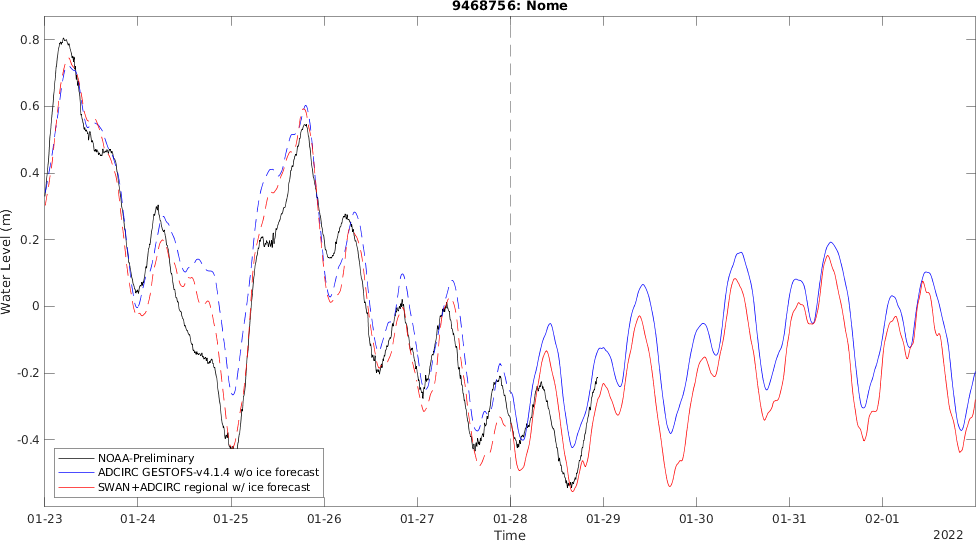 9468756: Nome
0.8
0.6
0.4
0.2
0
-0.2
-0.4
Water Level (m)
NOAA-Preliminary
ADCIRC GESTOFS-v4.1.4 w/o ice forecast
SWAN+ADCIRC regional w/ ice forecast
01-23 01-24 01-25 01-26 01-27 01-28 01-29 01-30 01-31 02-01
Time
2022